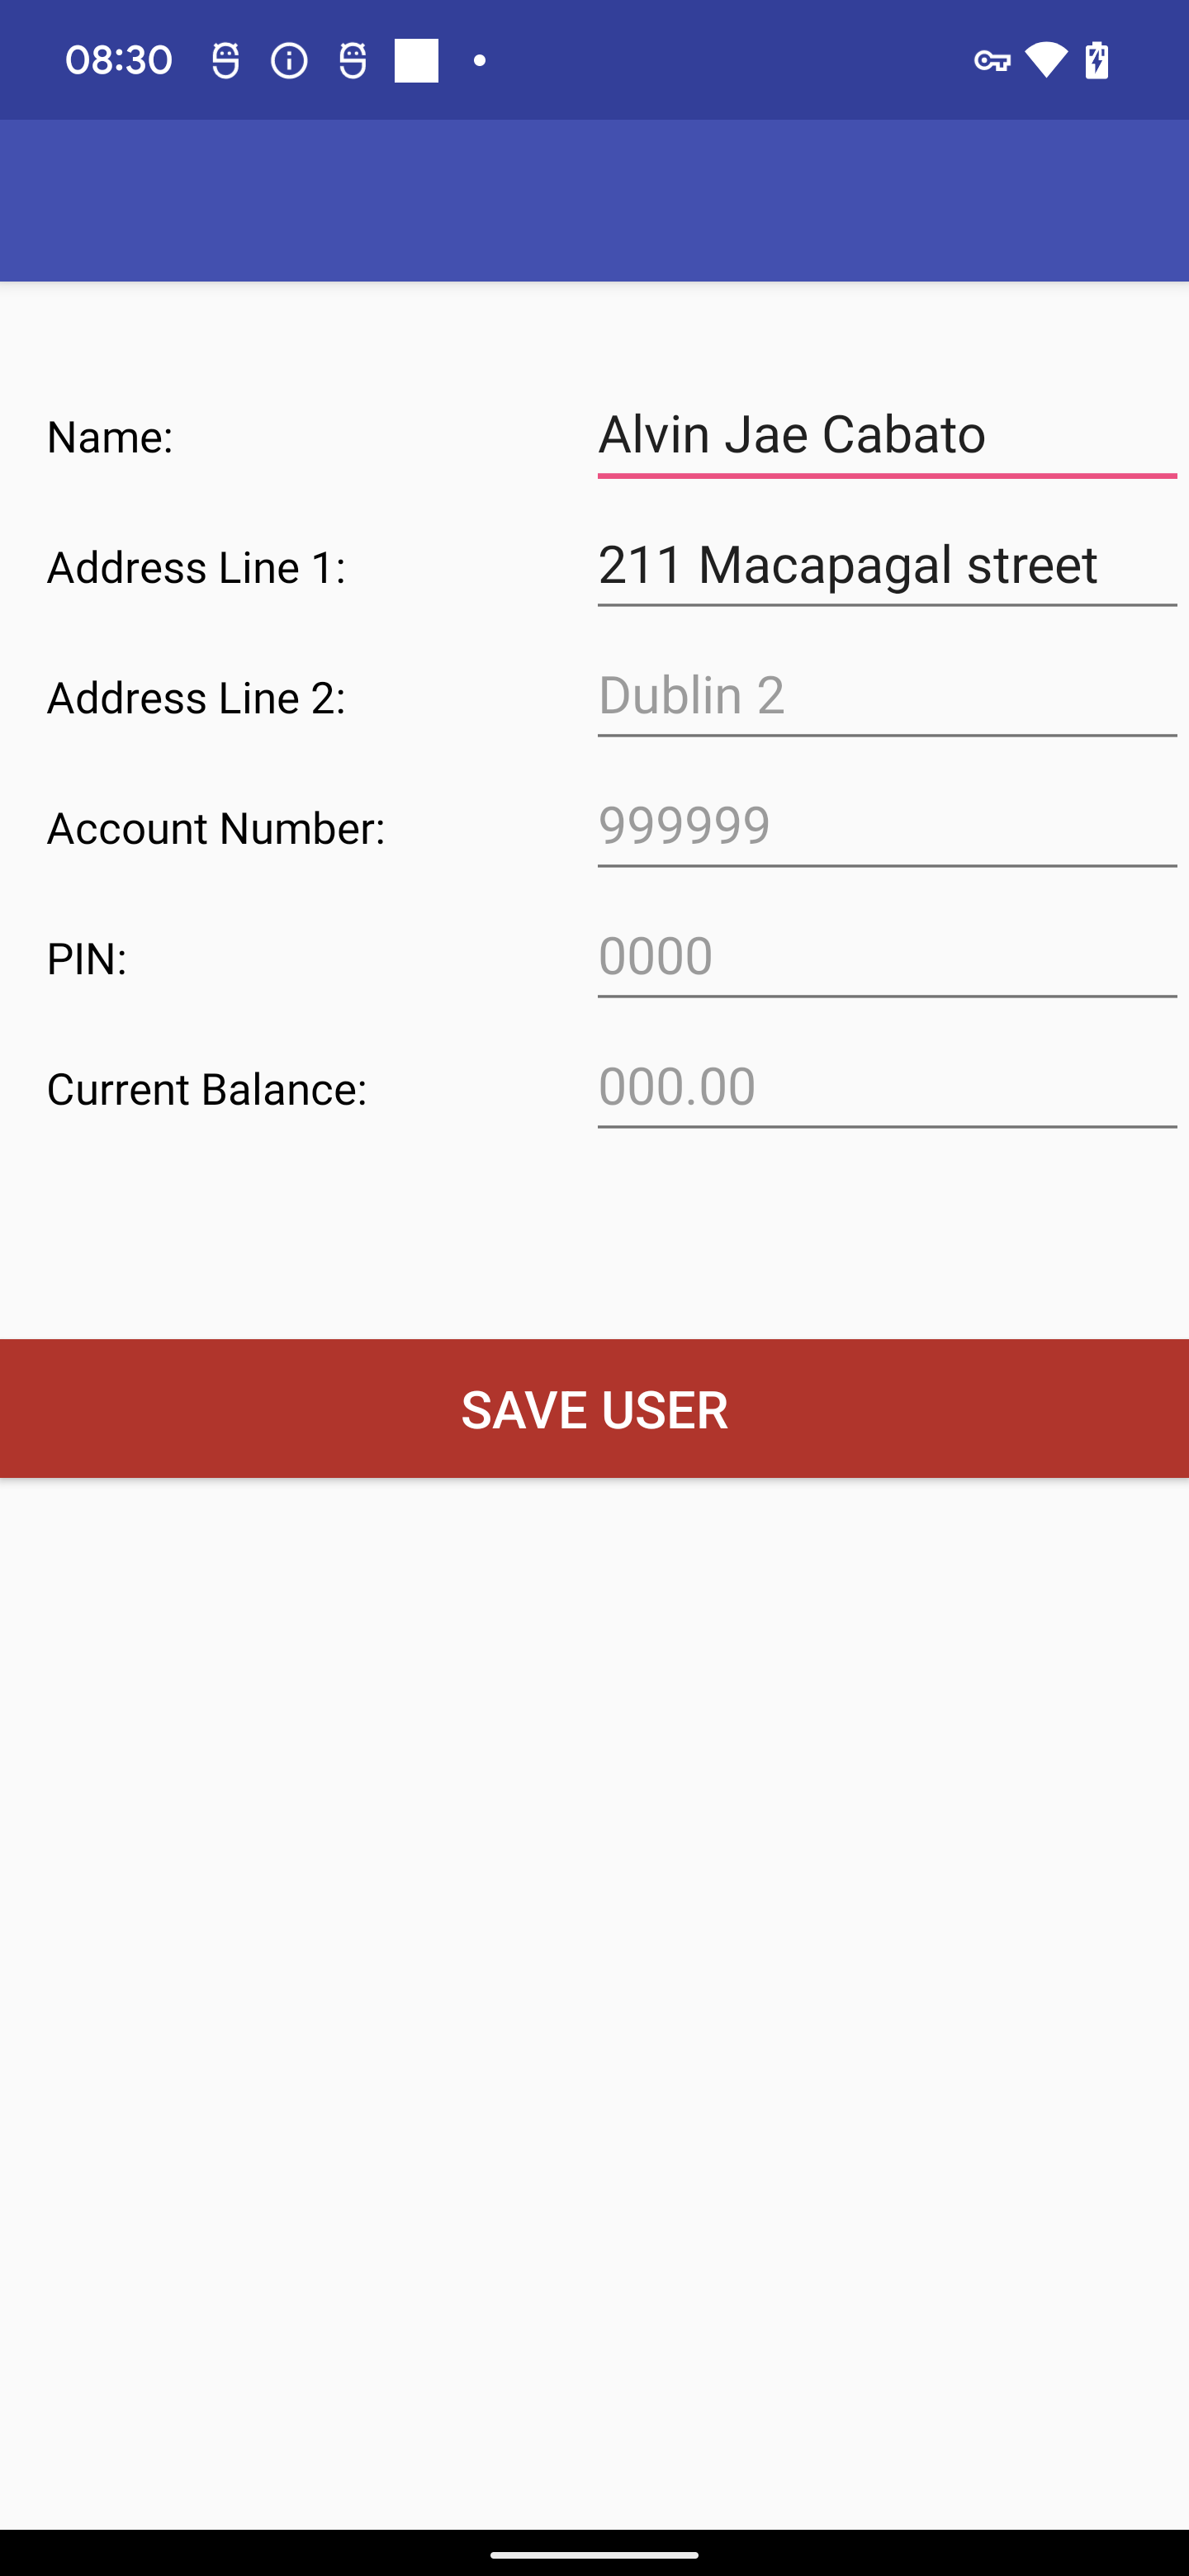 08:30
Name: Alvin Jae Cabato
Address Line 1: 211 Macapagal street
Address Line 2: Dublin 2
Account Number: 999999
PIN: 0000
Current Balance: 000.00
SAVE USER